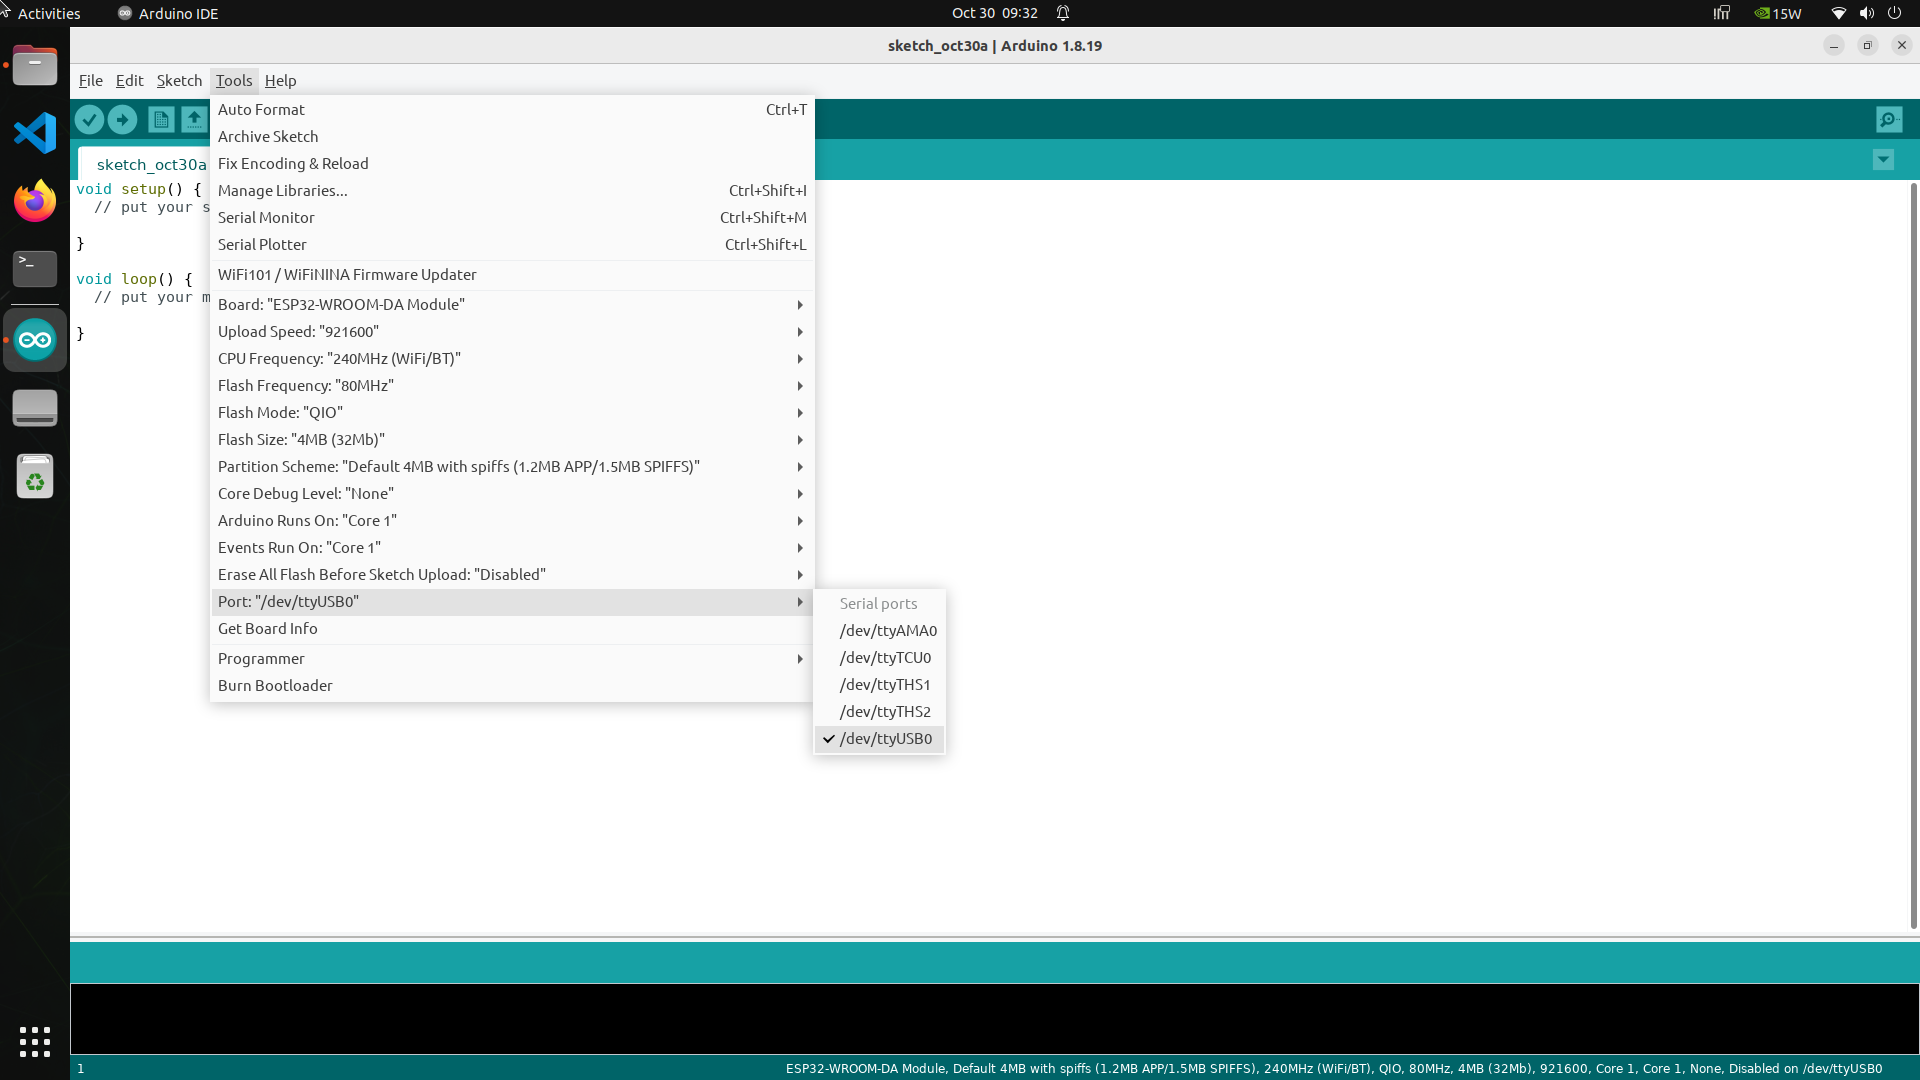 Activities
Arduino IDE
Oct 30 09:32
15W
sketch_oct30a | Arduino 1.8.19
File Edit Sketch Tools Help
sketch_oct30a
void setup() {
// put your s
}
void loop() {
// put your m
}
Auto Format Ctrl+T
Archive Sketch
Fix Encoding & Reload
Manage Libraries... Ctrl+Shift+I
Serial Monitor Ctrl+Shift+M
Serial Plotter Ctrl+Shift+L
WiFi101 / WiFiNINA Firmware Updater
Board: "ESP32-WROOM-DA Module"
Upload Speed: "921600"
CPU Frequency: "240MHz (WiFi/BT)"
Flash Frequency: "80MHz"
Flash Mode: "QIO"
Flash Size: "4MB (32Mb)"
Partition Scheme: "Default 4MB with spiffs (1.2MB APP/1.5MB SPIFFS)"
Core Debug Level: "None"
Arduino Runs On: "Core 1"
Events Run On: "Core 1"
Erase All Flash Before Sketch Upload: "Disabled"
Port: "/dev/ttyUSB0"
Get Board Info
Programmer
Burn Bootloader
Serial ports
/dev/ttyAMA0
/dev/ttyTCU0
/dev/ttyTHS1
/dev/ttyTHS2
/dev/ttyUSB0
1
ESP32-WROOM-DA Module, Default 4MB with spiffs (1.2MB APP/1.5MB SPIFFS), 240MHz (WiFi/BT), QIO, 80MHz, 4MB (32Mb), 921600, Core 1, Core 1, None, Disabled on /dev/ttyUSB0